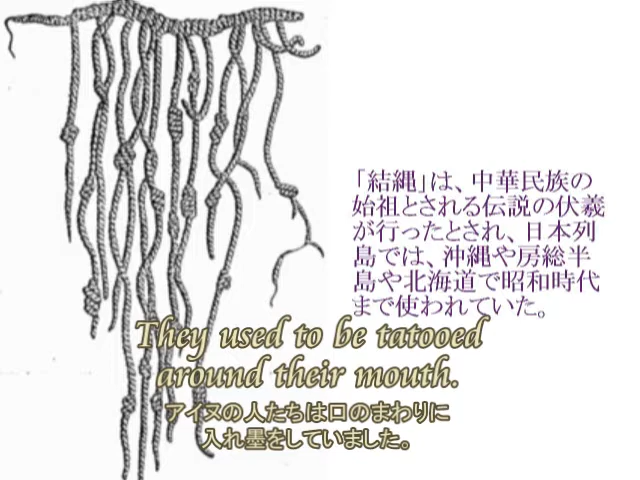 「結縄」は、中華民族の
始祖とされる伝説の伏羲
が行ったとされ、日本列
島では、沖縄や房総半
島や北海道で昭和時代
まで使われていた。
They used to be tatooed
around their mouth.
アイヌの人たちは口のまわりに
入れ墨をしていました。